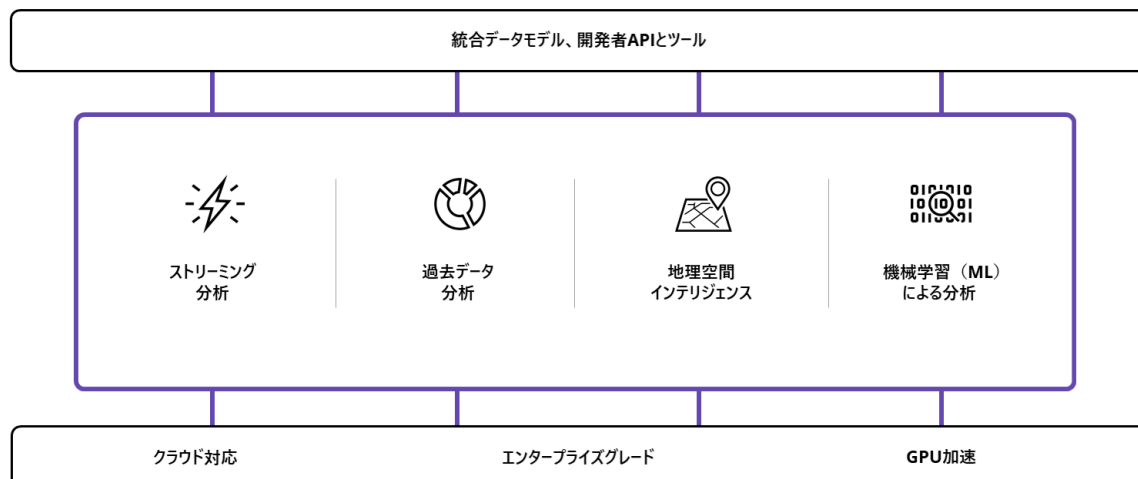 統合データモデル、開発者APIとツール
ストリーミング
分析
過去データ
分析
地理空間
インテリジェンス
機械学習（ML）
による分析
クラウド対応
エンタープライズグレード
GPU加速